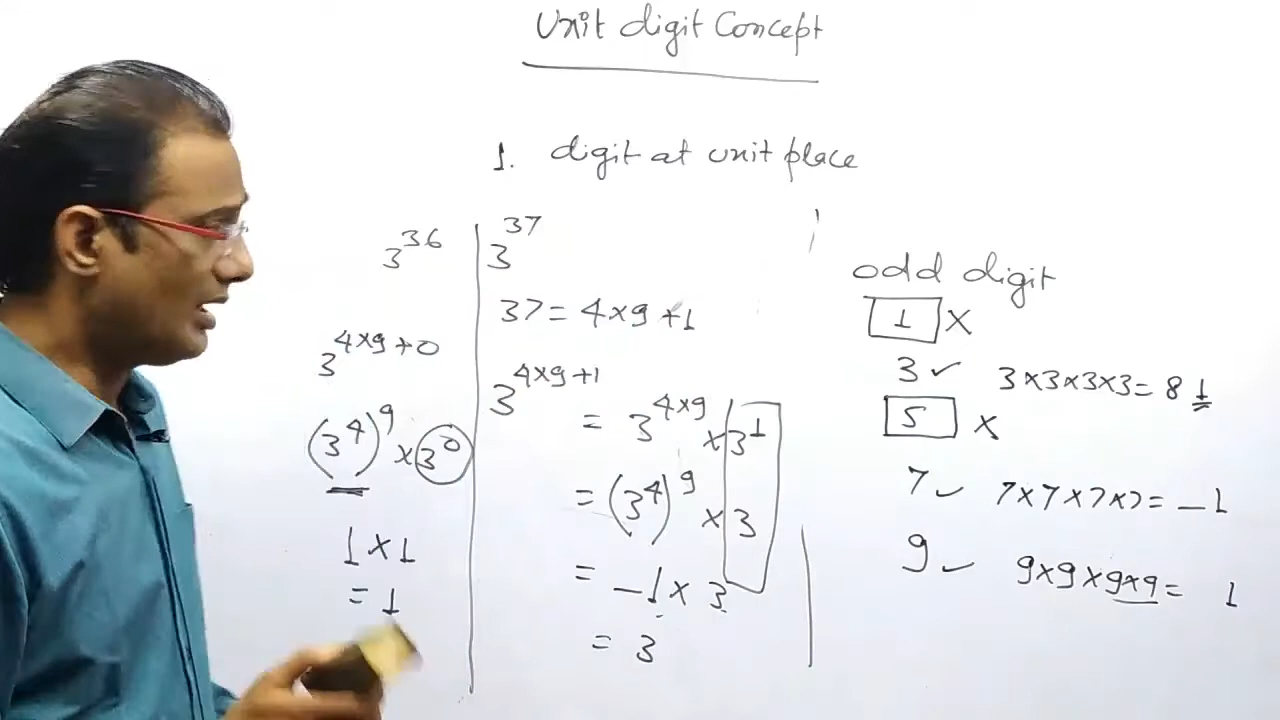 Unit digit Concept
1. digit at unit place
3^36
3^(4×9+0)
(3^4)^9 × 3^0
1 × 1
= 1
3^37
37 = 4×9+1
3^(4×9+1)
= 3^(4×9) × 3^1
= (3^4)^9 × 3
= _1 × 3
= 3
odd digit
1 ×
3 ✓ 3×3×3×3 = 81
5 ×
7 ✓ 7×7×7×7 = _1
9 ✓ 9×9×9×9 = 1